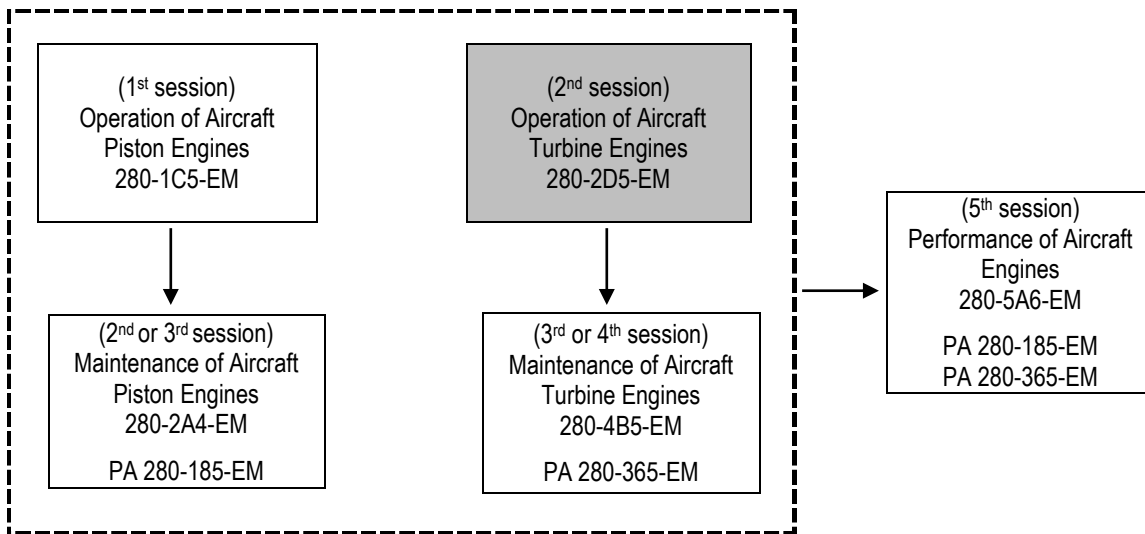 (1st session)
Operation of Aircraft
Piston Engines
280-1C5-EM
(2nd session)
Operation of Aircraft
Turbine Engines
280-2D5-EM
(2nd or 3rd session)
Maintenance of Aircraft
Piston Engines
280-2A4-EM
PA 280-185-EM
(3rd or 4th session)
Maintenance of Aircraft
Turbine Engines
280-4B5-EM
PA 280-365-EM
(5th session)
Performance of Aircraft
Engines
280-5A6-EM
PA 280-185-EM
PA 280-365-EM